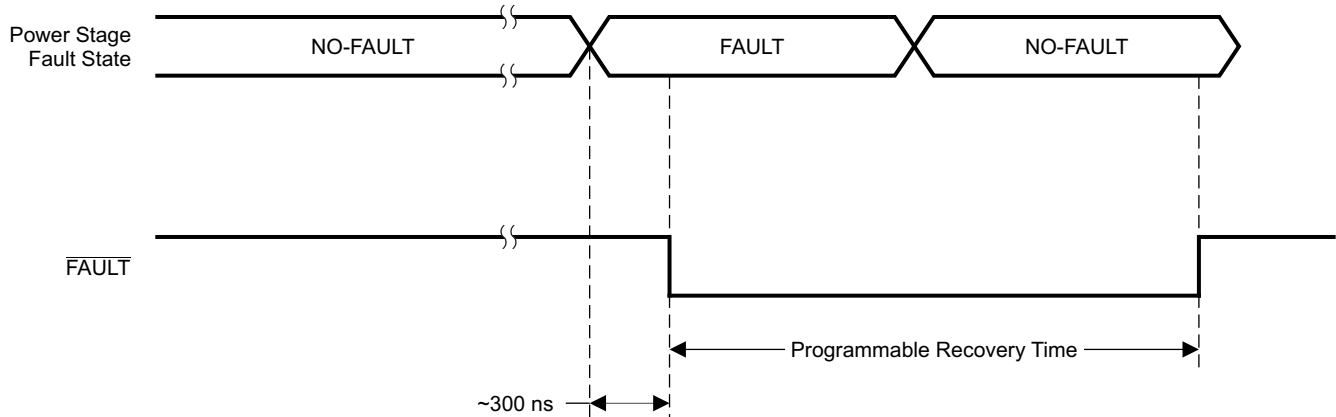 Power Stage
Fault State
NO-FAULT
FAULT
NO-FAULT
FAULT
Programmable Recovery Time
~300 ns